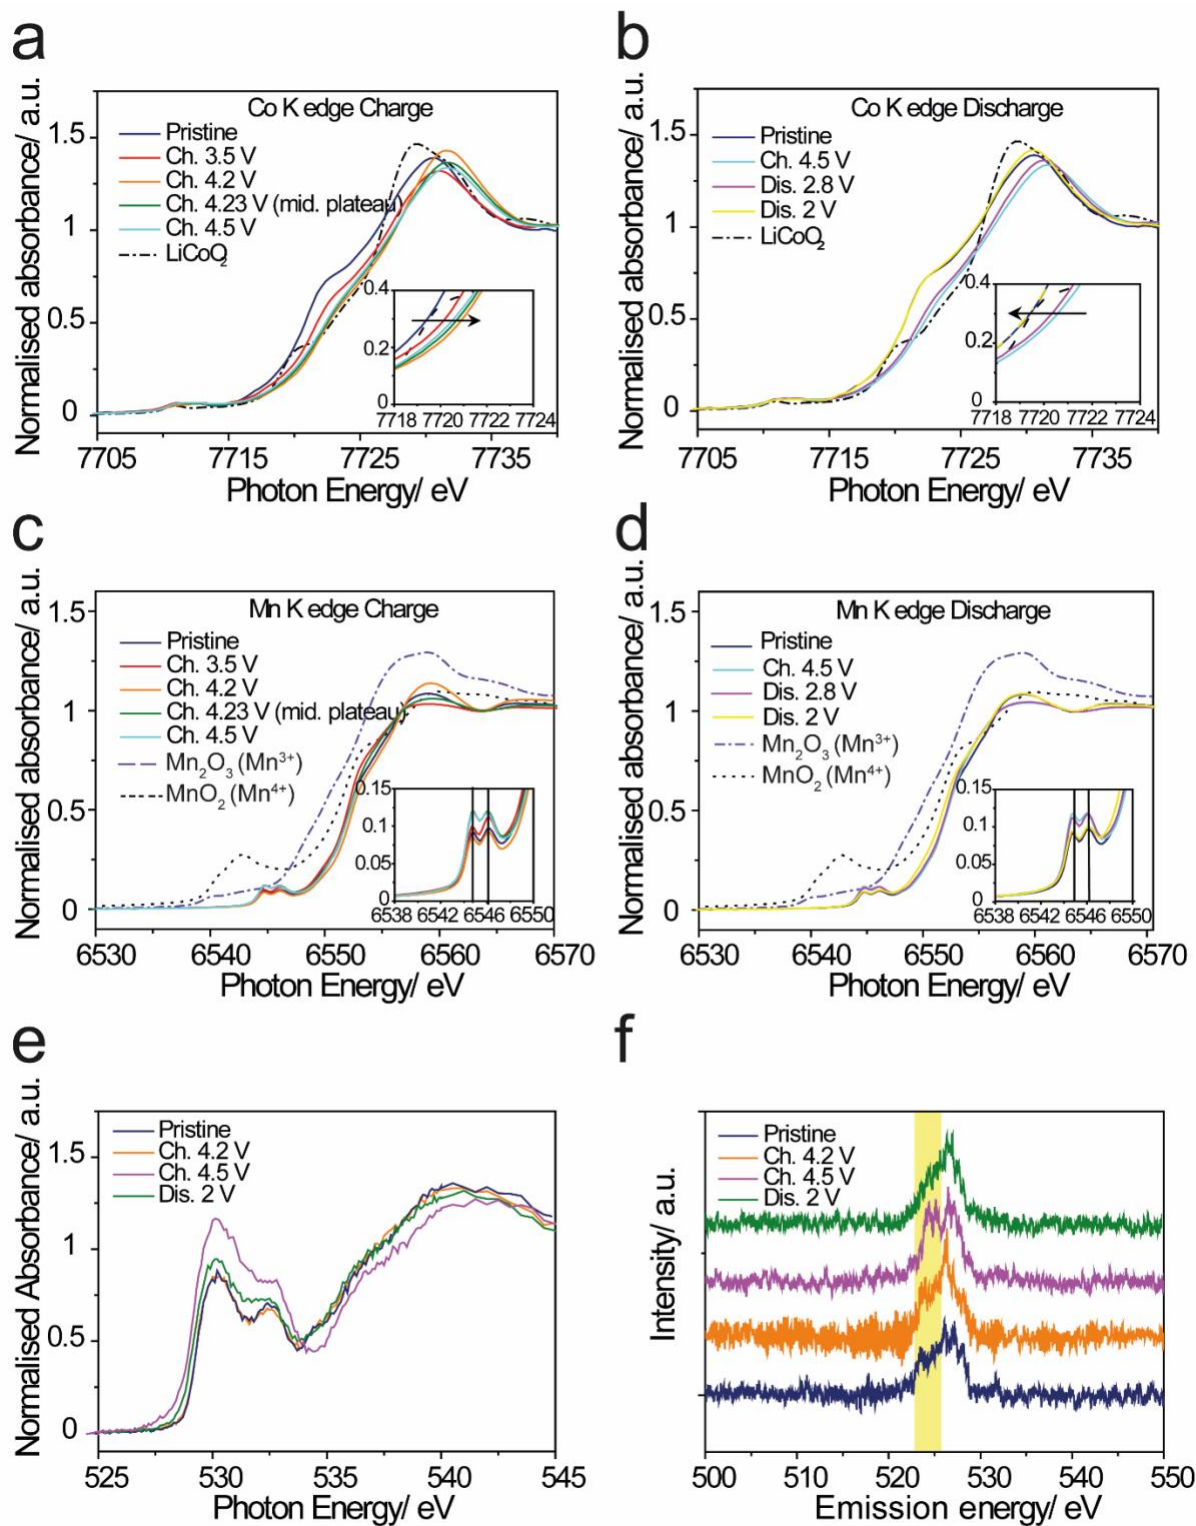 a
Co K edge Charge
Pristine
Ch. 3.5 V
Ch. 4.2 V
Ch. 4.23 V (mid. plateau)
Ch. 4.5 V
LiCoO2
Normalised absorbance/ a.u.
1.5
1
0.5
0
0.4
0.2
0
7718 7720 7722 7724
7705 7715 7725 7735
Photon Energy/ eV
b
Co K edge Discharge
Pristine
Ch. 4.5 V
Dis. 2.8 V
Dis. 2 V
LiCoO2
Normalised absorbance/ a.u.
1.5
1
0.5
0
0.4
0.2
0
7718 7720 7722 7724
7705 7715 7725 7735
Photon Energy/ eV
c
Mn K edge Charge
Pristine
Ch. 3.5 V
Ch. 4.2 V
Ch. 4.23 V (mid. plateau)
Ch. 4.5 V
Mn2O3 (Mn3+)
MnO2 (Mn4+)
Normalised absorbance/ a.u.
1.5
1
0.5
0
0.15
0.1
0.05
0
6538 6542 6546 6550
6530 6540 6550 6560 6570
Photon Energy/ eV
d
Mn K edge Discharge
Pristine
Ch. 4.5 V
Dis. 2.8 V
Dis. 2 V
Mn2O3 (Mn3+)
MnO2 (Mn4+)
Normalised absorbance/ a.u.
1.5
1
0.5
0
0.15
0.1
0.05
0
6538 6542 6546 6550
6530 6540 6550 6560 6570
Photon Energy/ eV
e
Pristine
Ch. 4.2 V
Ch. 4.5 V
Dis. 2 V
Normalised Absorbance/ a.u.
1.5
1
0.5
0
525 530 535 540 545
Photon Energy/ eV
f
Pristine
Ch. 4.2 V
Ch. 4.5 V
Dis. 2 V
Intensity/ a.u.
500 510 520 530 540 550
Emission energy/ eV